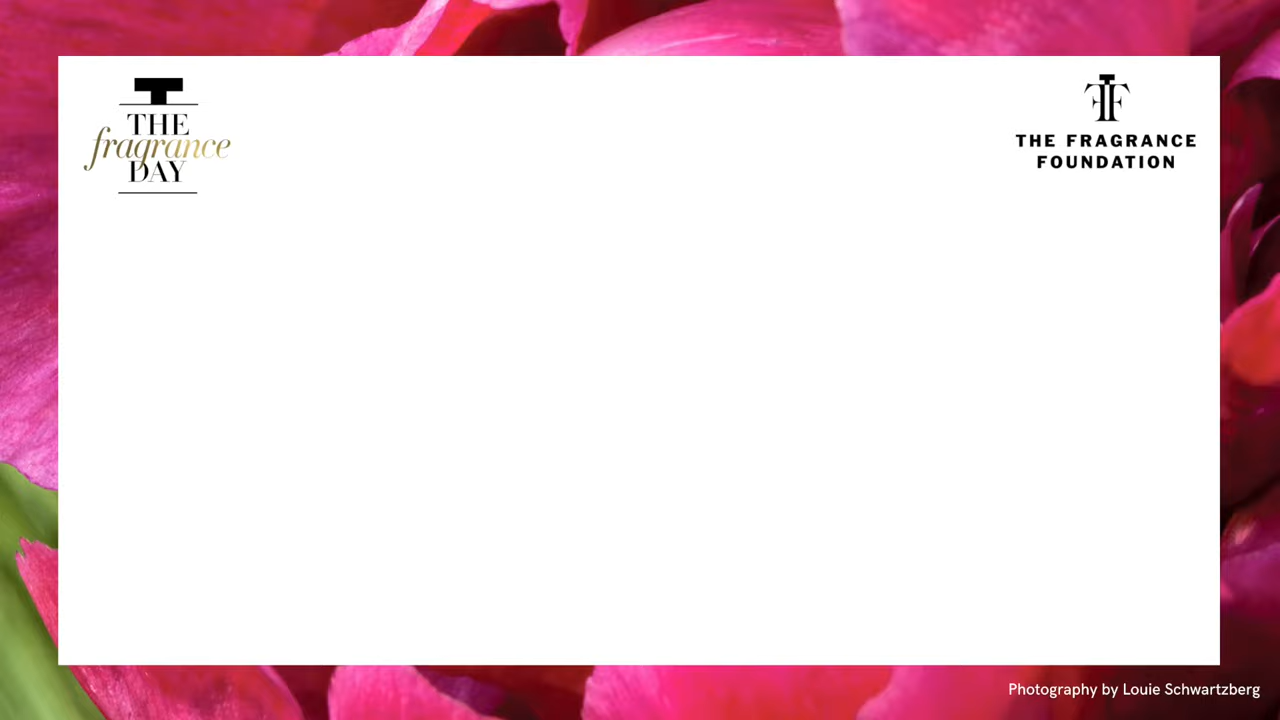 THE
fragrance
DAY
THE FRAGRANCE
FOUNDATION
Photography by Louie Schwartzberg